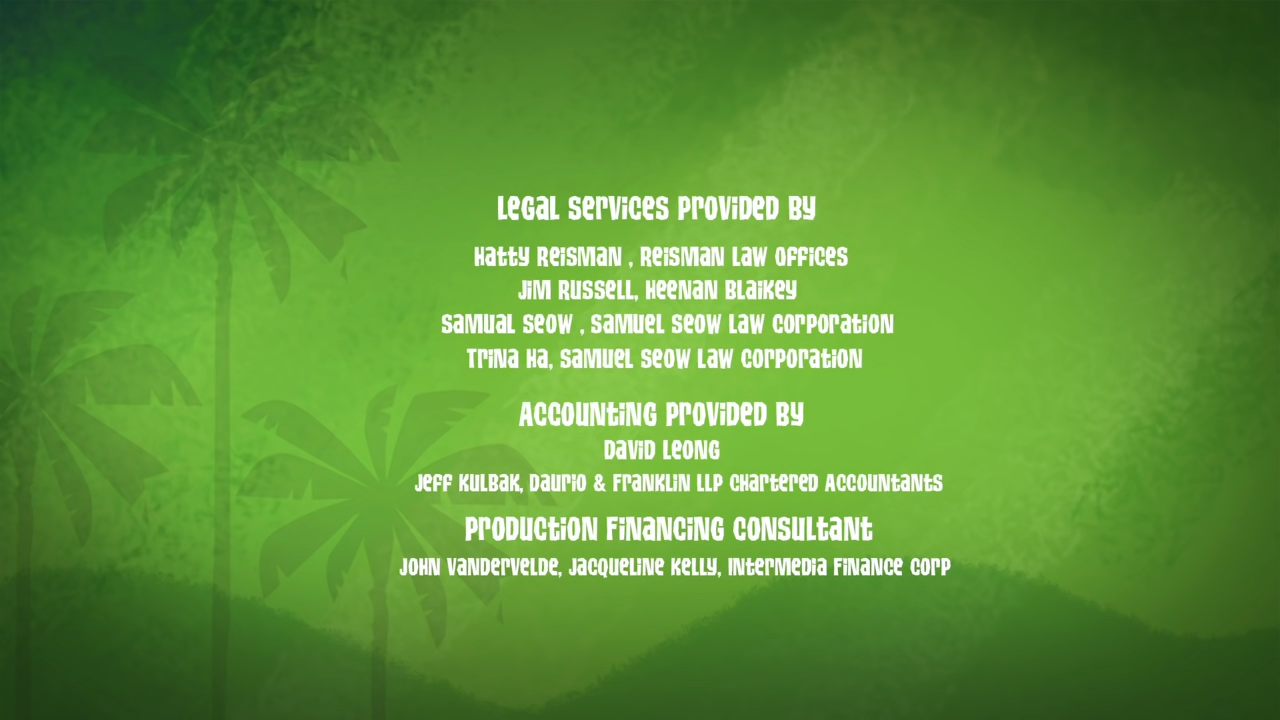 Legal Services Provided By
Hatty Reisman , Reisman Law Offices
Jim Russell, Heenan Blaikey
Samual Seow , Samuel Seow Law Corporation
Trina Ha, Samuel Seow Law Corporation
Accounting Provided By
David Leong
Jeff Kulbak, Daurio & Franklin LLP Chartered Accountants
Production Financing Consultant
John Vandervelde, Jacqueline Kelly, Intermedia Finance Corp